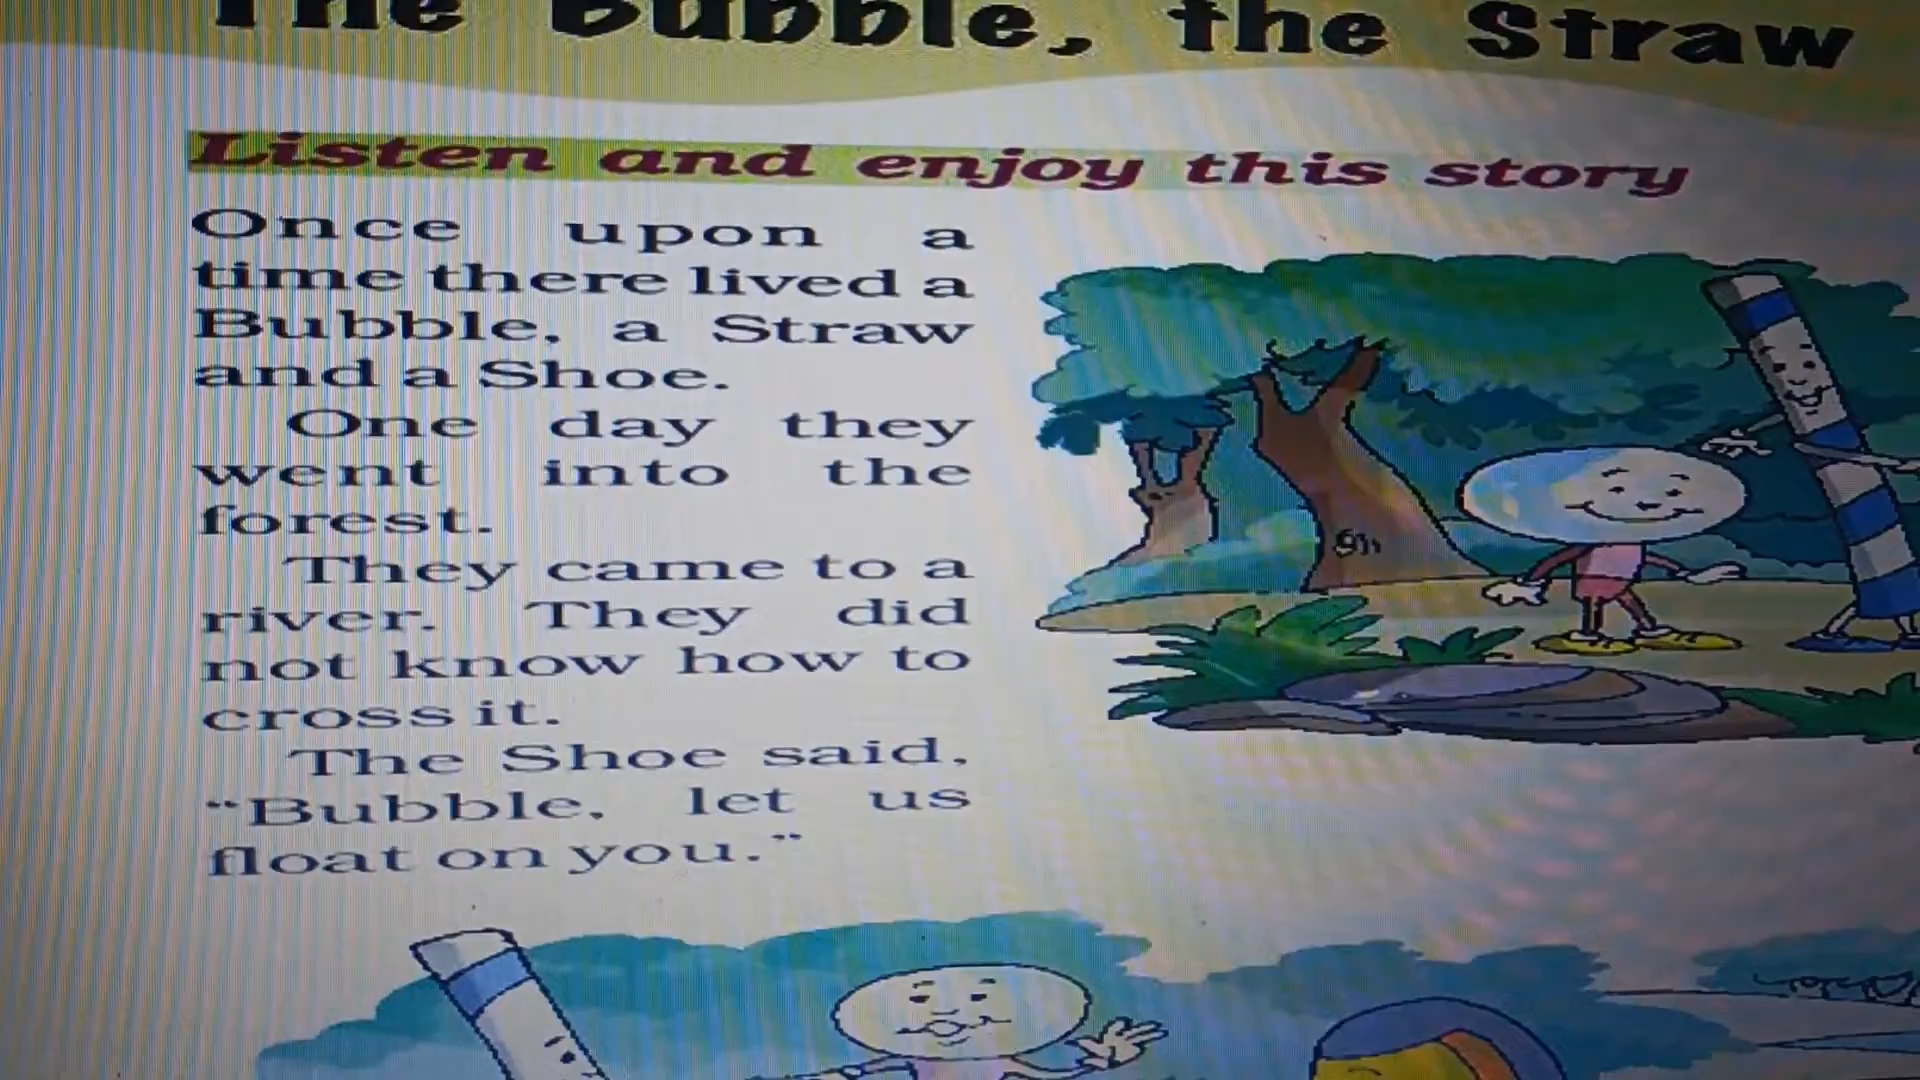 The Bubble, the Straw
Listen and enjoy this story
Once upon a
time there lived a
Bubble, a Straw
and a Shoe.
One day they
went into the
forest.
They came to a
river. They did
not know how to
cross it.
The Shoe said,
“Bubble, let us
float on you.”